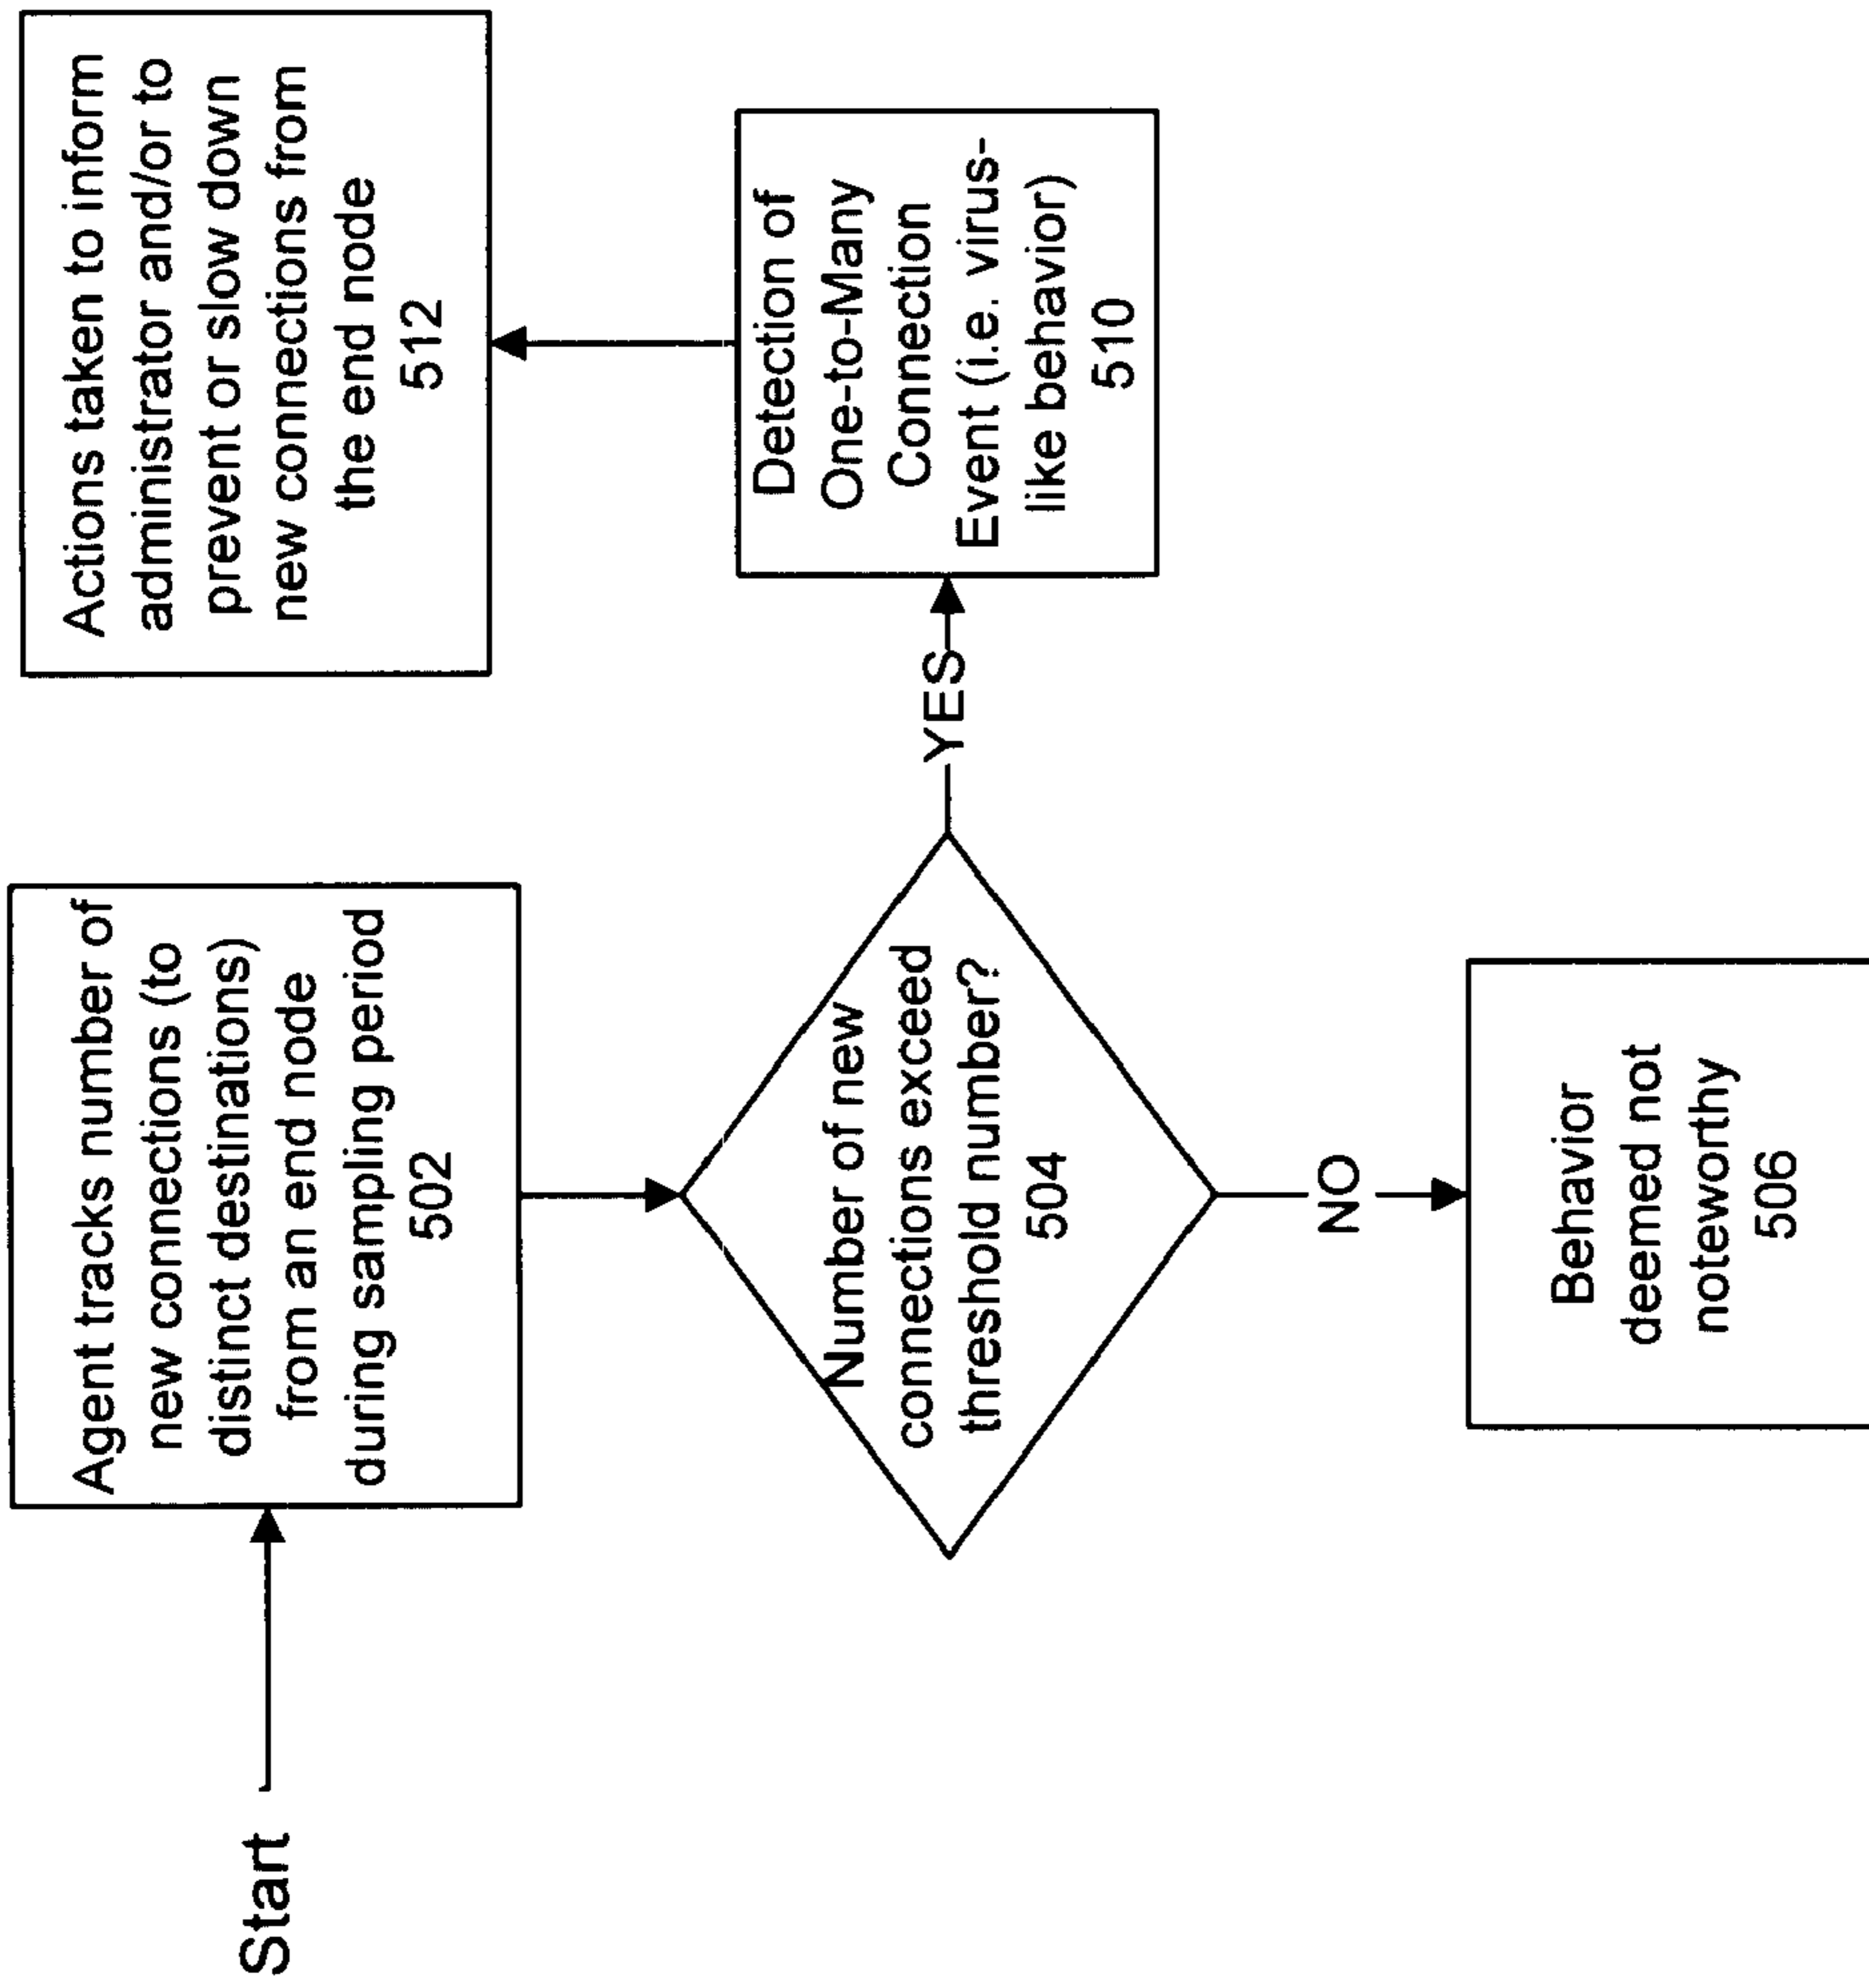 Start
Agent tracks number of
new connections (to
distinct destinations)
from an end node
during sampling period
502
Number of new
connections exceed
threshold number?
504
YES
NO
Behavior
deemed not
noteworthy
506
Detection of
One-to-Many
Connection
Event (i.e. virus-
like behavior)
510
Actions taken to inform
administrator and/or to
prevent or slow down
new connections from
the end node
512